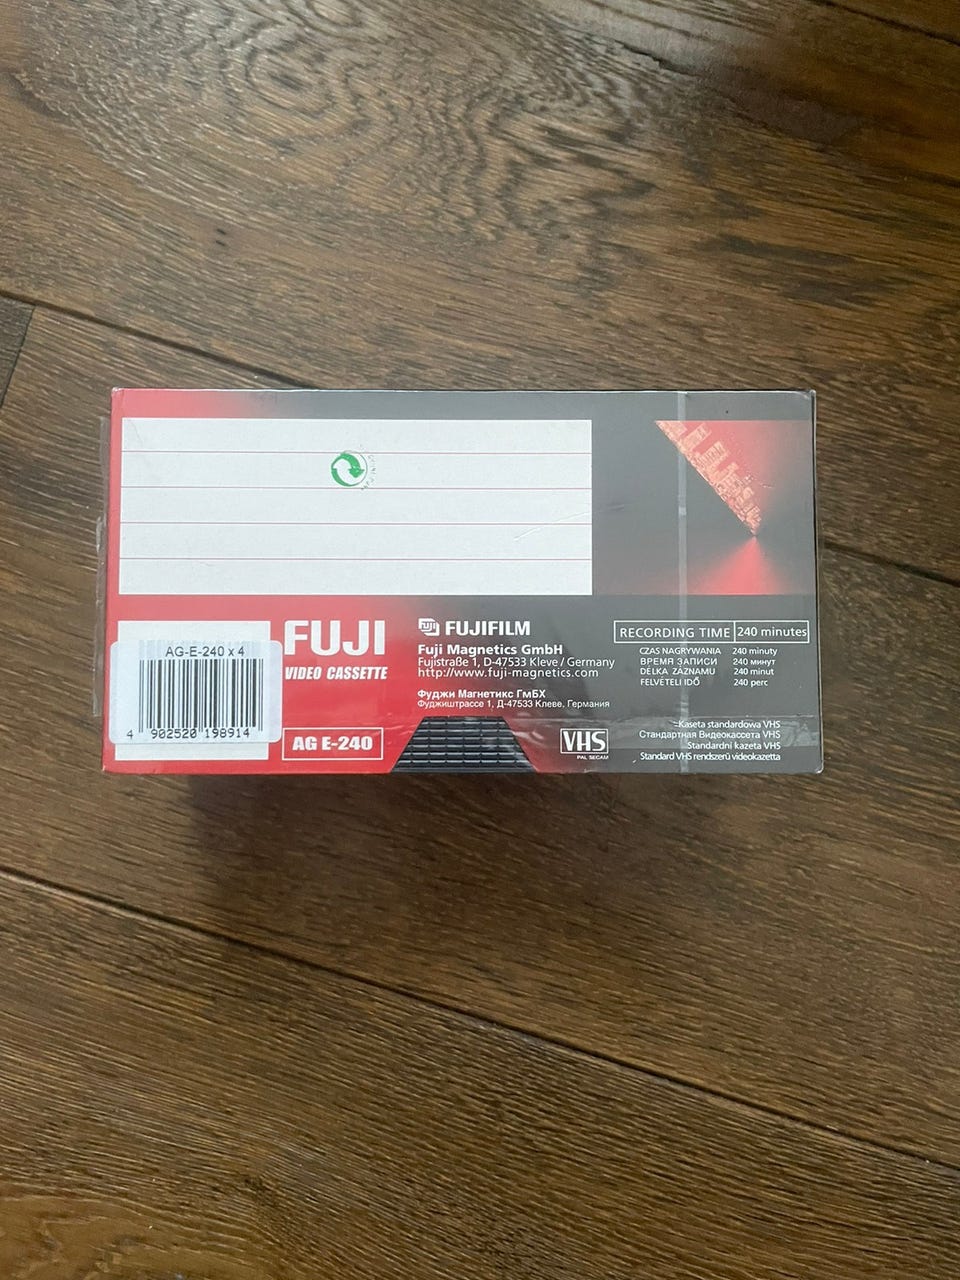 AG-E-240 x 4
4 902520 198914
FUJI
VIDEO CASSETTE
AG E-240
FUJI FUJIFILM
Fuji Magnetics GmbH
Fujistraße 1, D-47533 Kleve / Germany
http://www.fuji-magnetics.com
Фуджи Магнетикс ГмБХ
Фуджиштрассе 1, Д-47533 Клеве, Германия
VHS
PAL SECAM
RECORDING TIME 240 minutes
CZAS NAGRYWANIA 240 minuty
ВРЕМЯ ЗАПИСИ 240 минут
DÉLKA ZÁZNAMU 240 minut
FELVÉTELI IDŐ 240 perc
Kaseta standardowa VHS
Стандартная Видеокассета VHS
Standardní kazeta VHS
Standard VHS rendszerű videokazetta